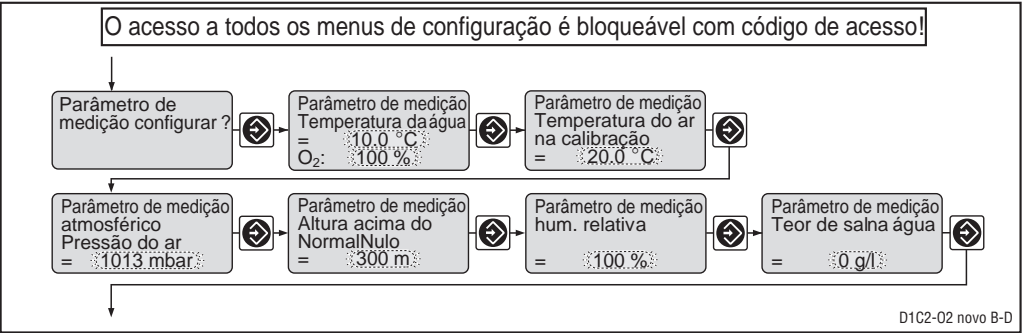 O acesso a todos os menus de configuração é bloqueável com código de acesso!
Parâmetro de
medição configurar ?
Parâmetro de medição
Temperatura daágua
= 10.0 °C
O₂: 100 %
Parâmetro de medição
Temperatura do ar
na calibração
= 20.0 °C
Parâmetro de medição
atmosférico
Pressão do ar
= 1013 mbar
Parâmetro de medição
Altura acima do
NormalNulo
= 300 m
Parâmetro de medição
hum. relativa
= 100 %
Parâmetro de medição
Teor de salna água
= 0 g/l
D1C2-O2 novo B-D